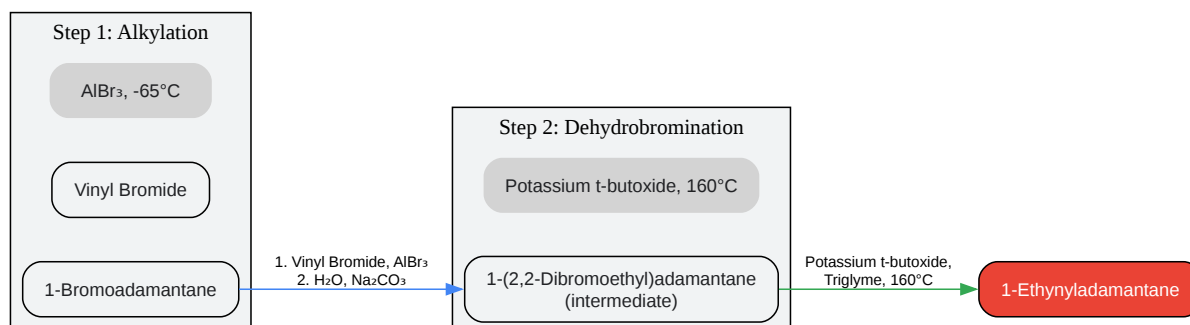 Step 1: Alkylation
AlBr₃, -65°C
Vinyl Bromide
1-Bromoadamantane
1. Vinyl Bromide, AlBr₃
2. H₂O, Na₂CO₃
Step 2: Dehydrobromination
Potassium t-butoxide, 160°C
1-(2,2-Dibromoethyl)adamantane
(intermediate)
Potassium t-butoxide,
Triglyme, 160°C
1-Ethynyladamantane